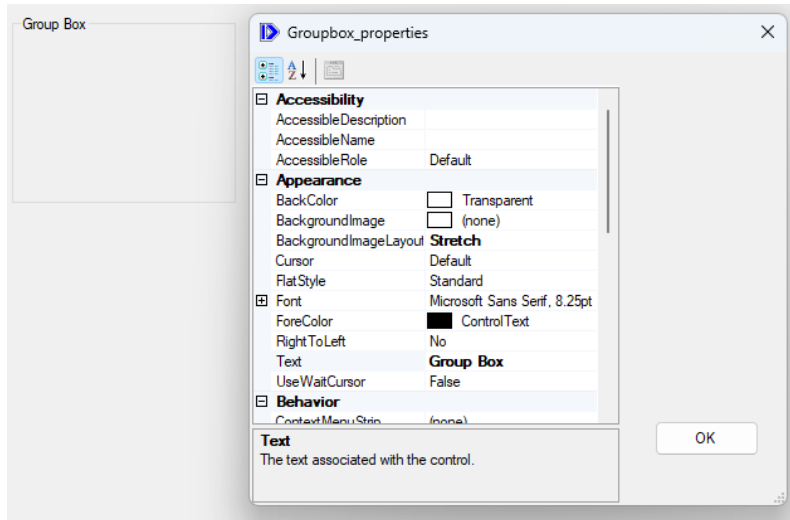 Group Box
Groupbox_properties
A
Z
Accessibility
AccessibleDescription
AccessibleName
AccessibleRole Default
Appearance
BackColor Transparent
BackgroundImage (none)
BackgroundImageLayout Stretch
Cursor Default
FlatStyle Standard
Font Microsoft Sans Serif, 8.25pt
ForeColor ControlText
RightToLeft No
Text Group Box
UseWaitCursor False
Behavior
ContextMenuStrip (none)
Text
The text associated with the control.
OK